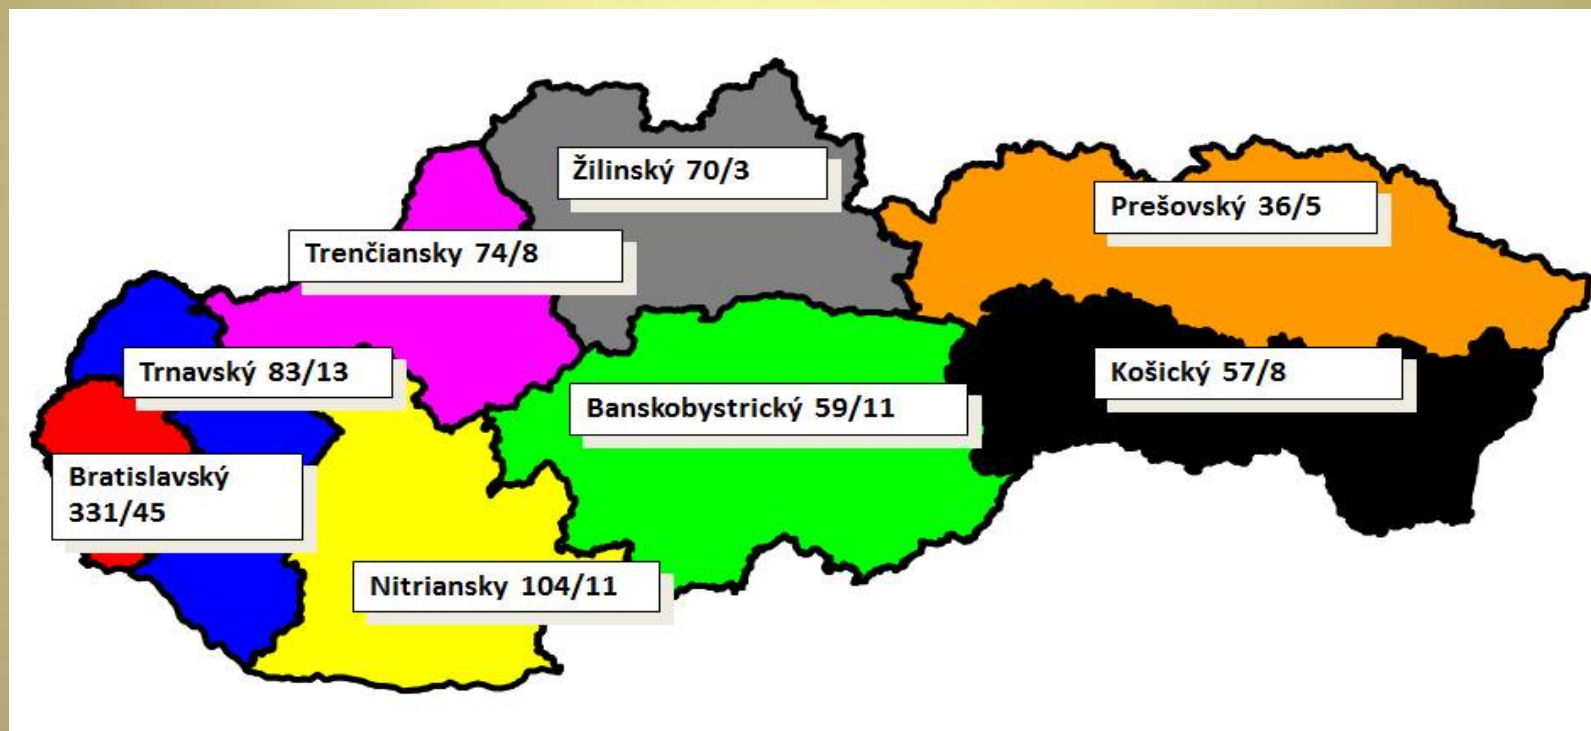 Žilinský 70/3
Prešovský 36/5
Trenčiansky 74/8
Trnavský 83/13
Košický 57/8
Banskobystrický 59/11
Bratislavský
331/45
Nitriansky 104/11